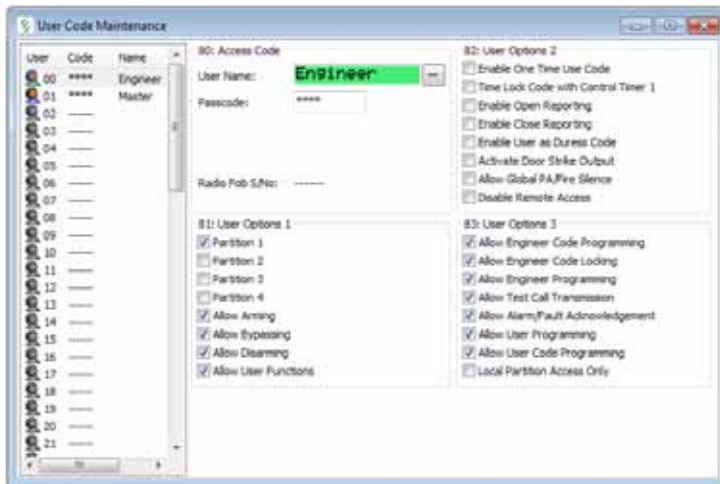 User Code Maintenance
User Code Name
00 **** Engineer
01 **** Master
02 -----
03 -----
04 -----
05 -----
06 -----
07 -----
08 -----
09 -----
10 -----
11 -----
12 -----
13 -----
14 -----
15 -----
16 -----
17 -----
18 -----
19 -----
20 -----
21 -----
80: Access Code
User Name: Engineer
Passcode: ****
Radio Fob S/No: ------
81: User Options 1
Partition 1
Partition 2
Partition 3
Partition 4
Allow Arming
Allow Bypassing
Allow Disarming
Allow User Functions
82: User Options 2
Enable One Time Use Code
Time Lock Code with Control Timer 1
Enable Open Reporting
Enable Close Reporting
Enable User as Duress Code
Activate Door Strike Output
Allow Global PA/Fire Silence
Disable Remote Access
83: User Options 3
Allow Engineer Code Programming
Allow Engineer Code Locking
Allow Engineer Programming
Allow Test Call Transmission
Allow Alarm/Fault Acknowledgement
Allow User Programming
Allow User Code Programming
Local Partition Access Only